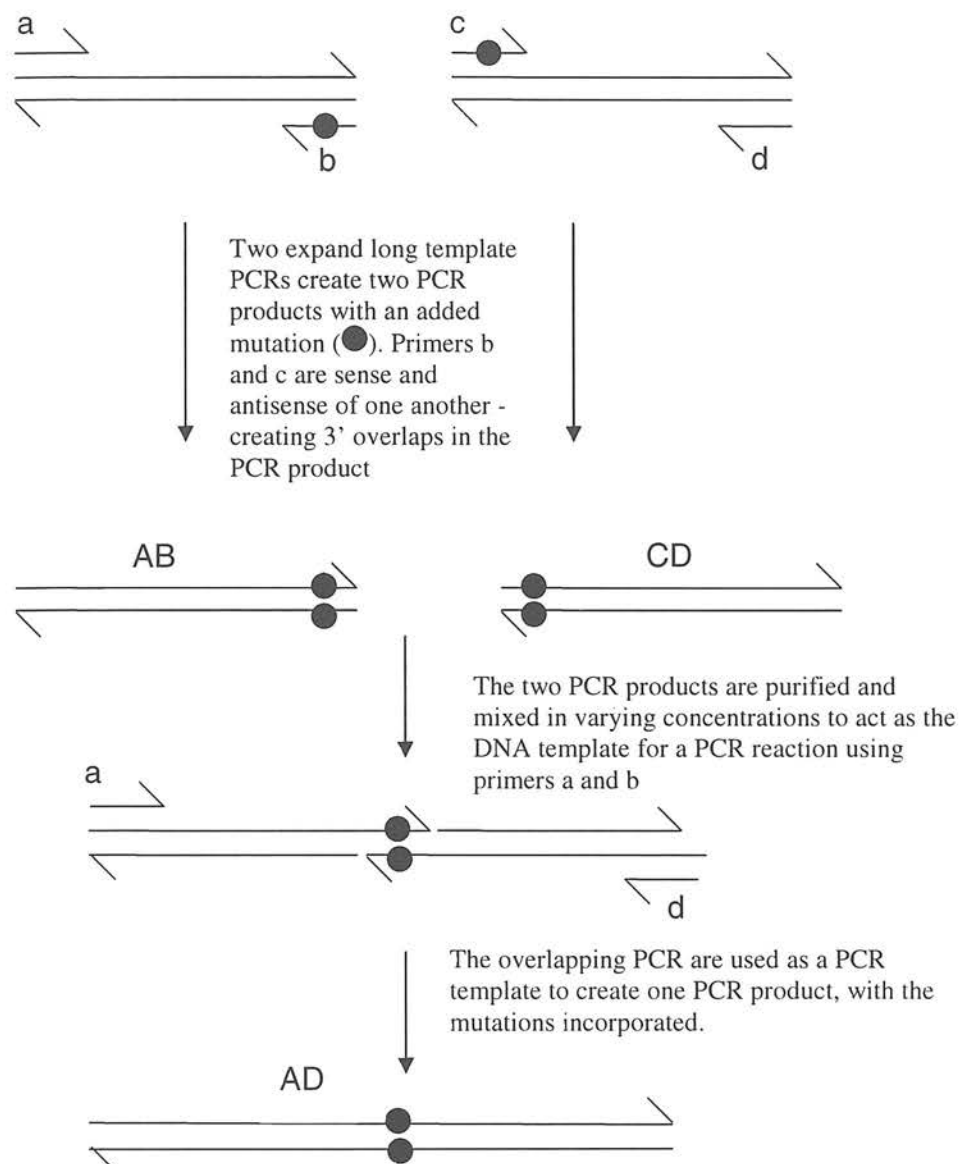 a
c
b
d
Two expand long template
PCRs create two PCR
products with an added
mutation (●). Primers b
and c are sense and
antisense of one another -
creating 3' overlaps in the
PCR product
AB
CD
The two PCR products are purified and
mixed in varying concentrations to act as the
DNA template for a PCR reaction using
primers a and b
a
d
The overlapping PCR are used as a PCR
template to create one PCR product, with the
mutations incorporated.
AD